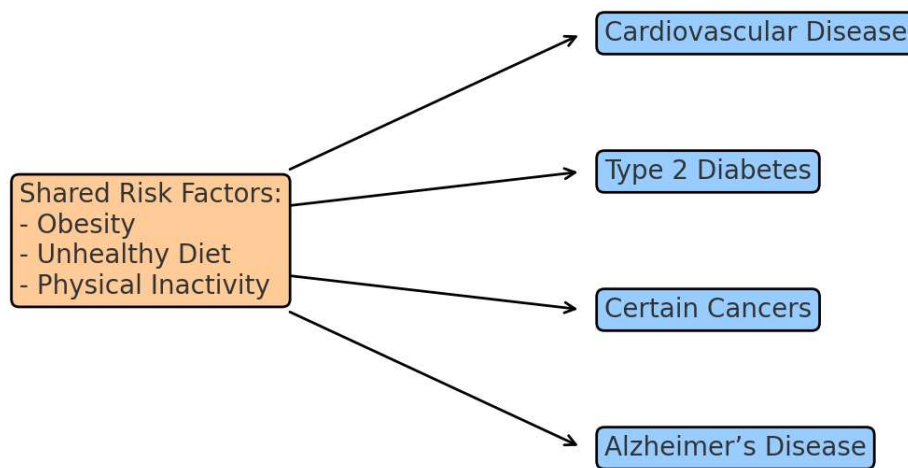 Cardiovascular Disease
Type 2 Diabetes
Shared Risk Factors:
- Obesity
- Unhealthy Diet
- Physical Inactivity
Certain Cancers
Alzheimer’s Disease